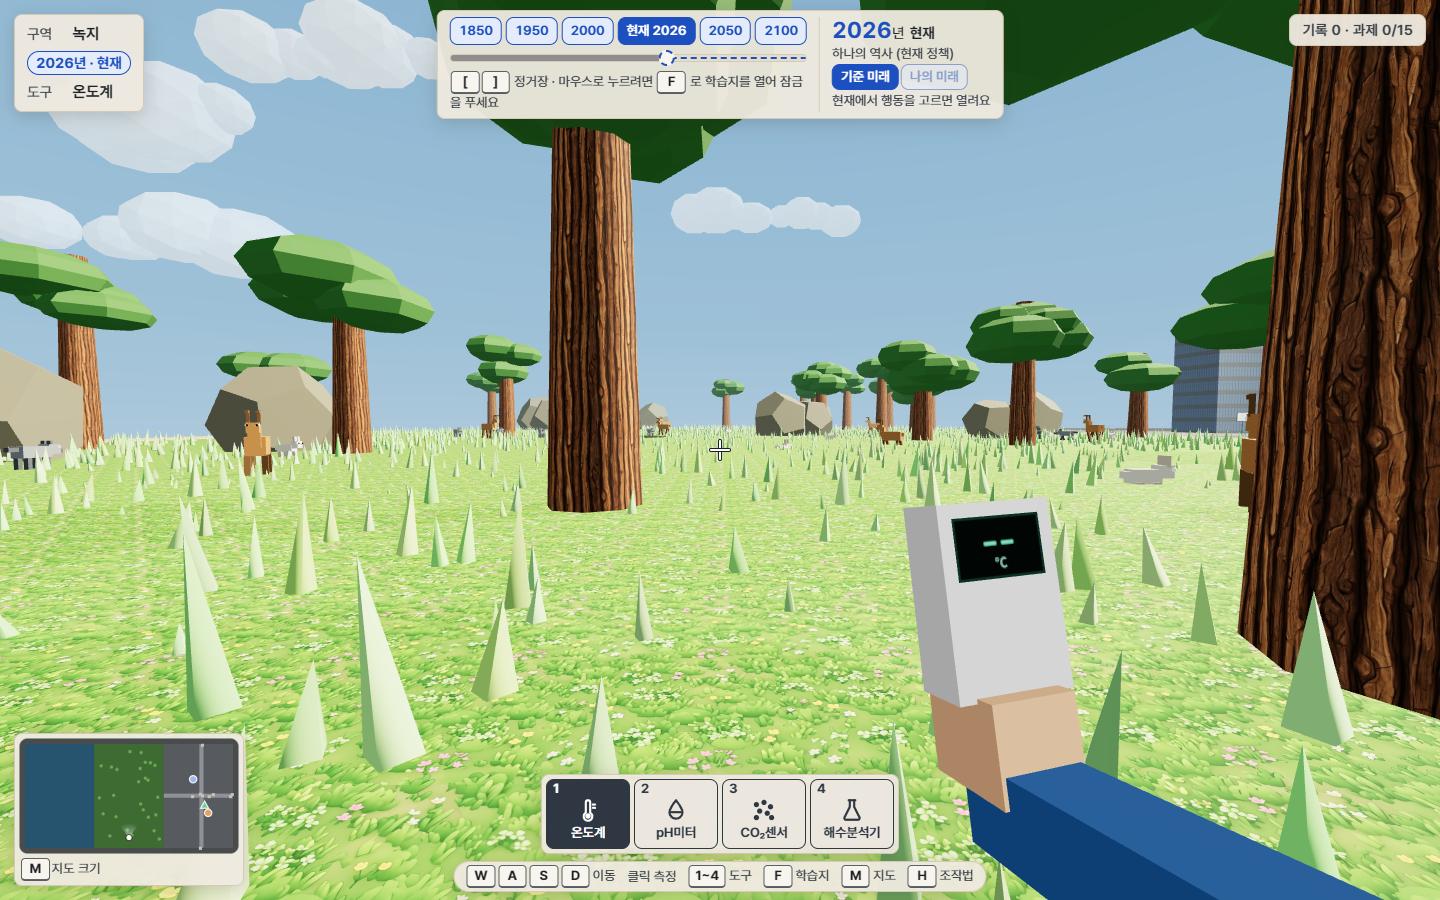 구역 녹지
2026년 · 현재
도구 온도계
1850 1950 2000 현재 2026 2050 2100
[ ] 정거장 · 마우스로 누르려면 F 로 학습지를 열어 잠금
을 푸세요
2026년 현재
하나의 역사 (현재 정책)
기준 미래 나의 미래
현재에서 행동을 고르면 열려요
기록 0 · 과제 0/15
--
°C
M 지도 크기
1 온도계
2 pH미터
3 CO₂센서
4 해수분석기
W A S D 이동 클릭 측정 1~4 도구 F 학습지 M 지도 H 조작법